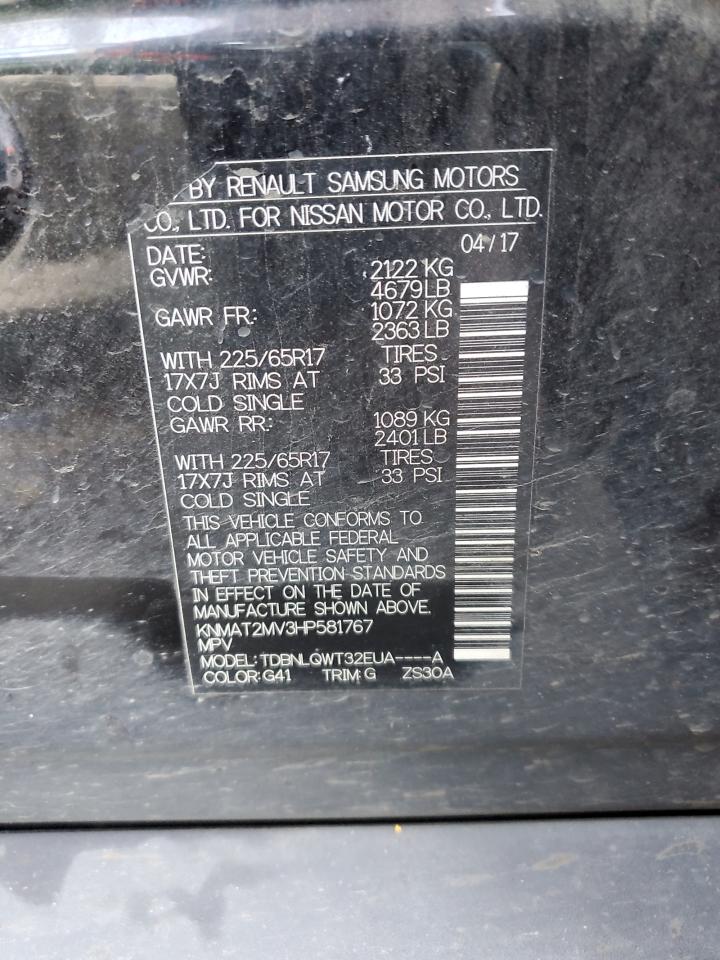 BY RENAULT SAMSUNG MOTORS
CO., LTD. FOR NISSAN MOTOR CO., LTD.
DATE: 04/17
GVWR: 2122 KG
4679 LB
GAWR FR: 1072 KG
2363 LB
WITH 225/65R17 TIRES
17X7J RIMS AT 33 PSI
COLD SINGLE
GAWR RR: 1089 KG
2401 LB
WITH 225/65R17 TIRES
17X7J RIMS AT 33 PSI
COLD SINGLE
THIS VEHICLE CONFORMS TO
ALL APPLICABLE FEDERAL
MOTOR VEHICLE SAFETY AND
THEFT PREVENTION STANDARDS
IN EFFECT ON THE DATE OF
MANUFACTURE SHOWN ABOVE.
KNMAT2MV3HP581767
MPV
MODEL: TDBNLQWT32EUA----A
COLOR: G41 TRIM: G ZS30A